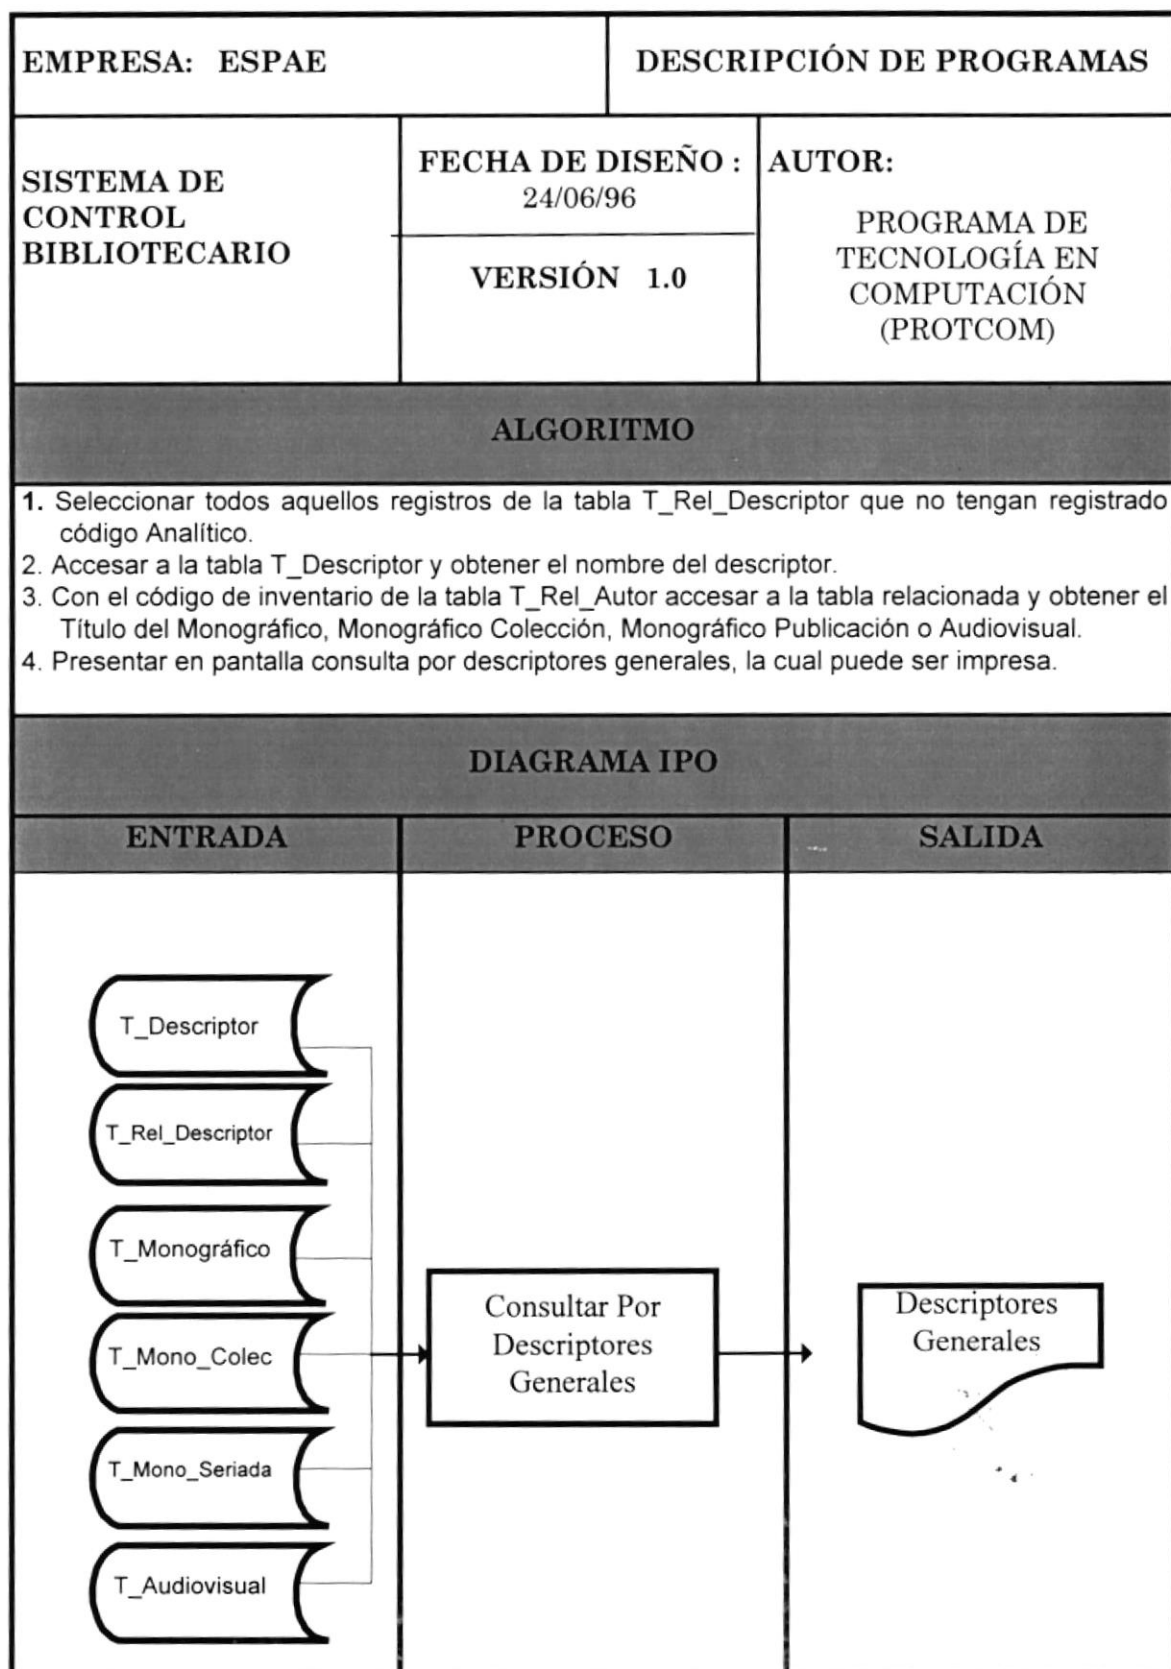 EMPRESA: ESPAE
DESCRIPCIÓN DE PROGRAMAS
SISTEMA DE
CONTROL
BIBLIOTECARIO
FECHA DE DISEÑO :
24/06/96
VERSIÓN 1.0
AUTOR:
PROGRAMA DE
TECNOLOGÍA EN
COMPUTACIÓN
(PROTCOM)
ALGORITMO
1. Seleccionar todos aquellos registros de la tabla T_Rel_Descriptor que no tengan registrado
código Analítico.
2. Accesar a la tabla T_Descriptor y obtener el nombre del descriptor.
3. Con el código de inventario de la tabla T_Rel_Autor accesar a la tabla relacionada y obtener el
Título del Monográfico, Monográfico Colección, Monográfico Publicación o Audiovisual.
4. Presentar en pantalla consulta por descriptores generales, la cual puede ser impresa.
DIAGRAMA IPO
ENTRADA
PROCESO
SALIDA
T_Descriptor
T_Rel_Descriptor
T_Monográfico
T_Mono_Colec
T_Mono_Seriada
T_Audiovisual
Consultar Por
Descriptores
Generales
Descriptores
Generales